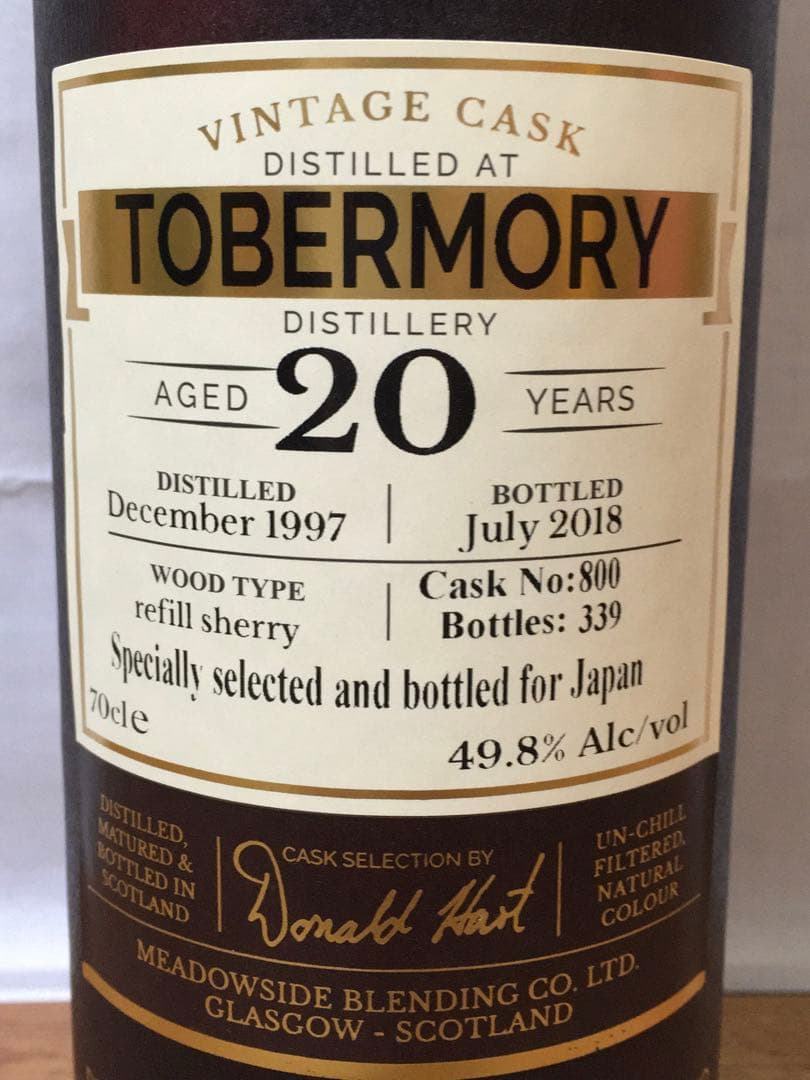 VINTAGE CASK
DISTILLED AT
TOBERMORY
DISTILLERY
AGED 20 YEARS
DISTILLED
December 1997
BOTTLED
July 2018
WOOD TYPE
refill sherry
Cask No:800
Bottles: 339
Specially selected and bottled for Japan
70cl e
49.8% Alc/vol
DISTILLED,
MATURED &
BOTTLED IN
SCOTLAND
CASK SELECTION BY
Donald Hart
UN-CHILL
FILTERED,
NATURAL
COLOUR
MEADOWSIDE BLENDING CO. LTD.
GLASGOW - SCOTLAND